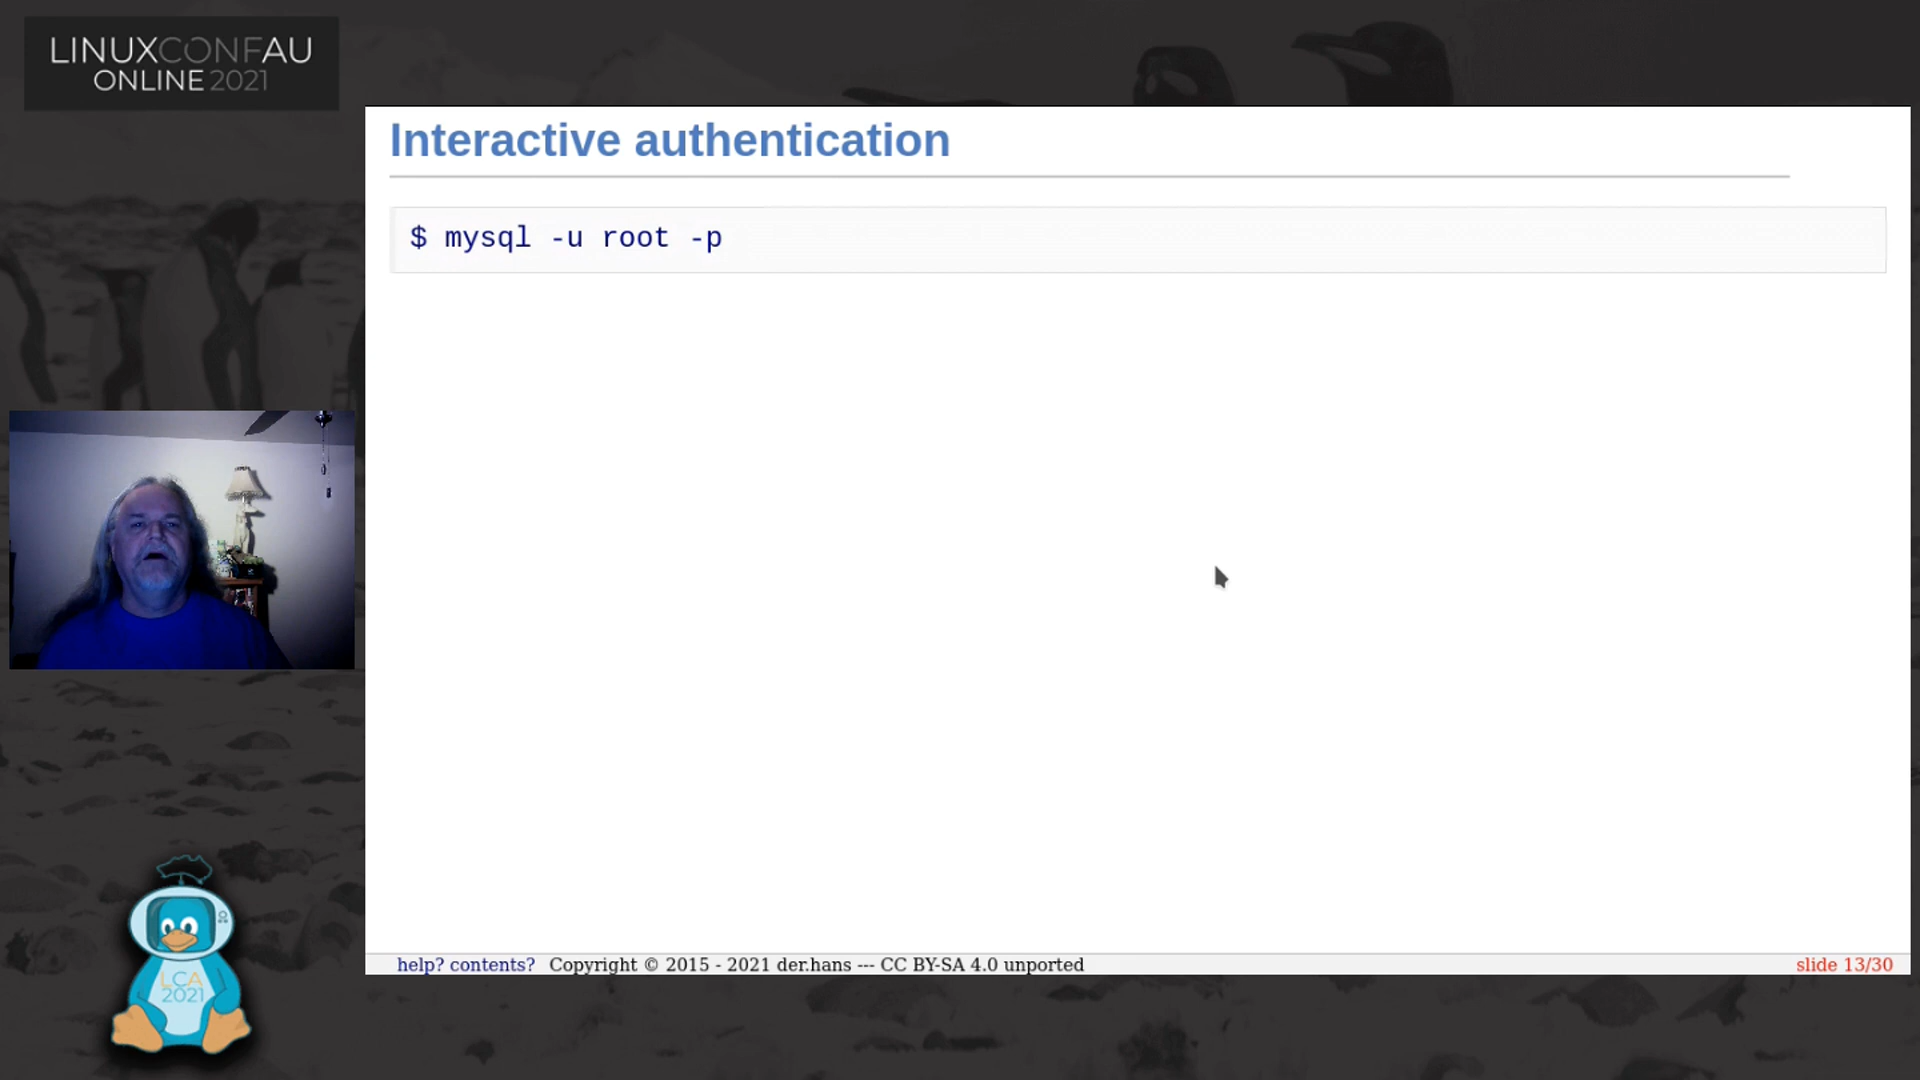 LINUXCONFAU
ONLINE 2021
Interactive authentication
$ mysql -u root -p
LCA
2021
help? contents? Copyright © 2015 - 2021 der.hans --- CC BY-SA 4.0 unported
slide 13/30